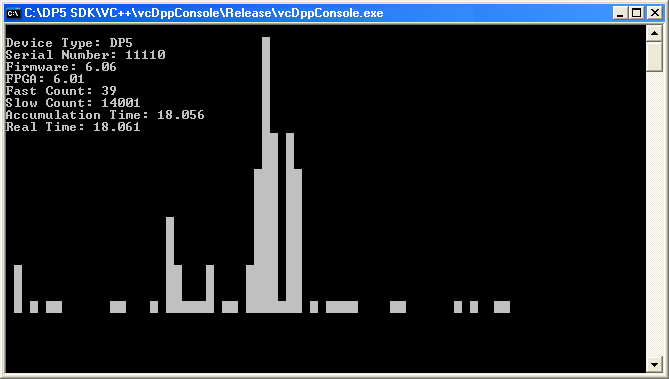 C:\DP5 SDK\VC++\vcDppConsole\Release\vcDppConsole.exe
Device Type: DP5
Serial Number: 11110
Firmware: 6.06
FPGA: 6.01
Fast Count: 39
Slow Count: 14001
Accumulation Time: 18.056
Real Time: 18.061